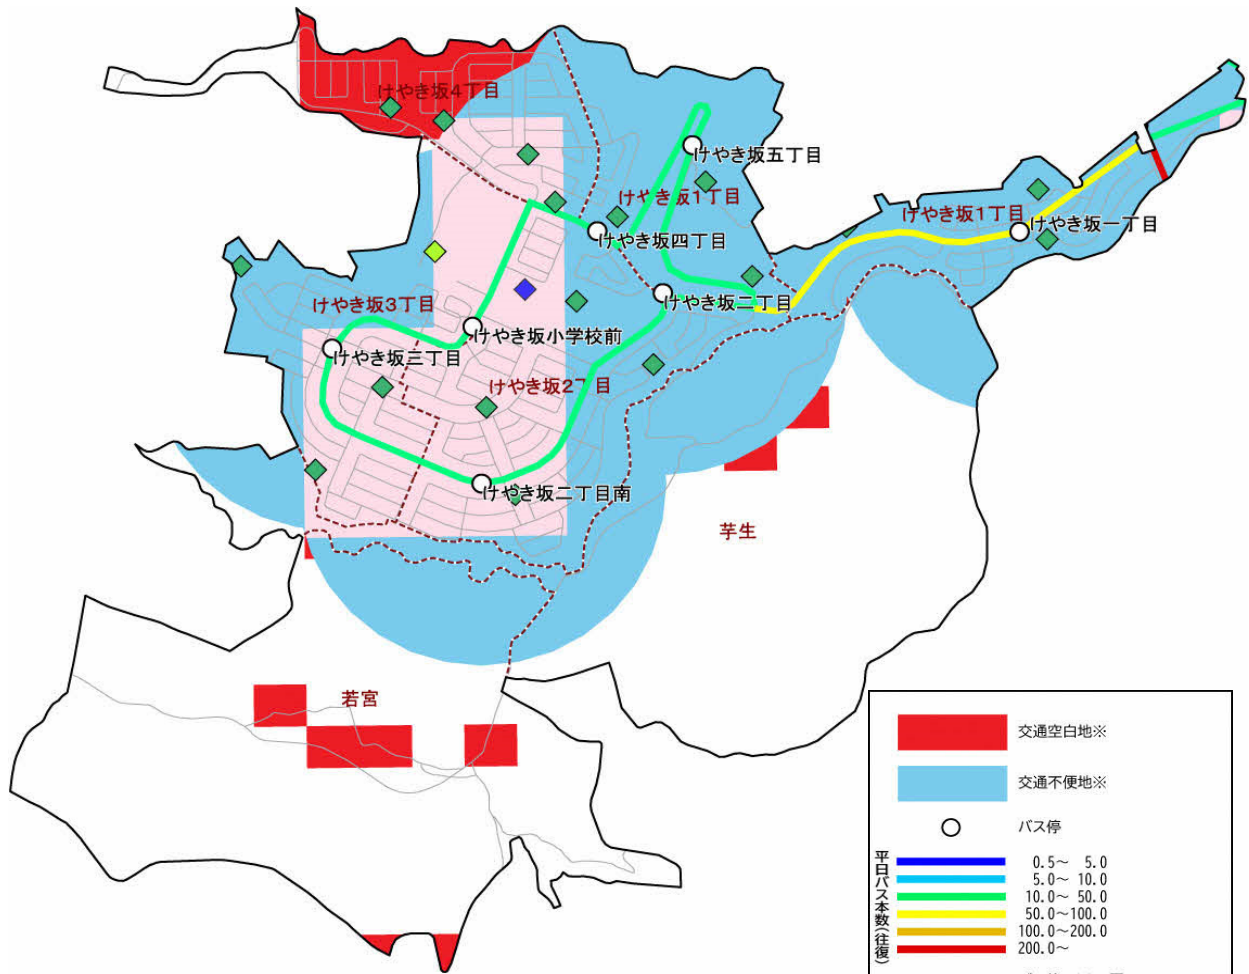 けやき坂4丁目
けやき坂五丁目
けやき坂1丁目
けやき坂四丁目
けやき坂1丁目
けやき坂一丁目
けやき坂二丁目
けやき坂3丁目
けやき坂小学校前
けやき坂三丁目
けやき坂2丁目
けやき坂二丁目南
芋生
若宮
交通空白地※
交通不便地※
バス停
平日バス本数(往復)
0.5～ 5.0
5.0～ 10.0
10.0～ 50.0
50.0～100.0
100.0～200.0
200.0～